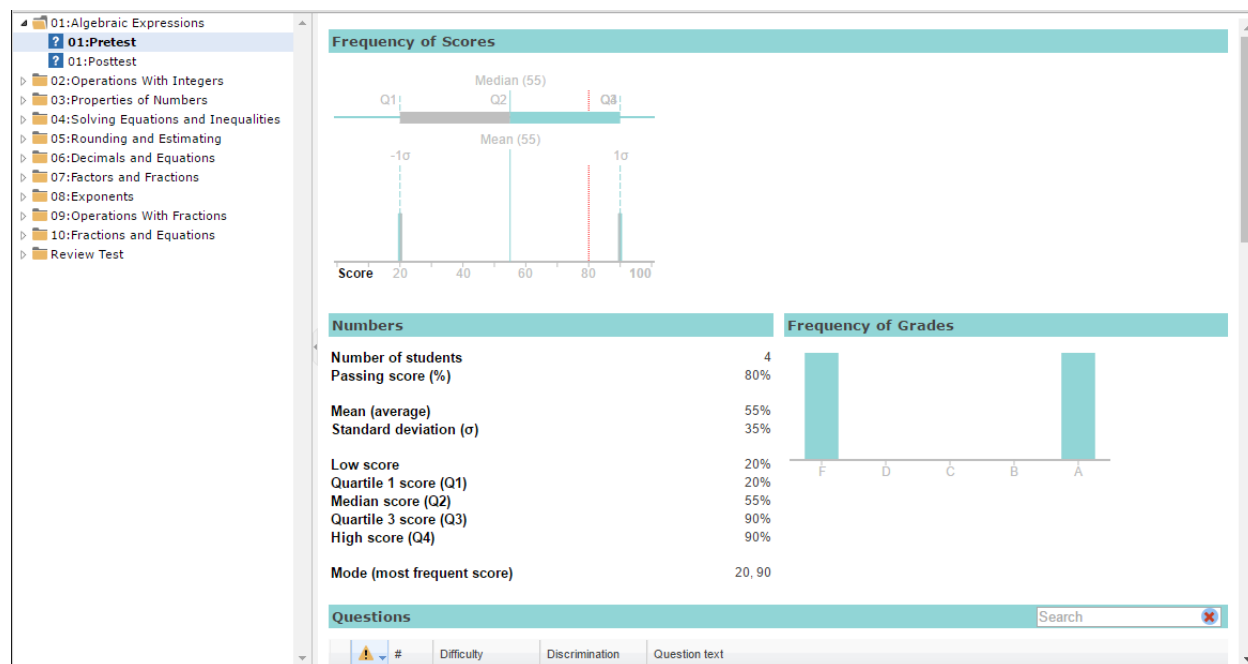 01:Algebraic Expressions
01:Pretest
01:Posttest
02:Operations With Integers
03:Properties of Numbers
04:Solving Equations and Inequalities
05:Rounding and Estimating
06:Decimals and Equations
07:Factors and Fractions
08:Exponents
09:Operations With Fractions
10:Fractions and Equations
Review Test
Frequency of Scores
Median (55)
Q1 Q2
Mean (55)
-1σ 1σ
Score 20 40 60 80 100
Numbers
Number of students 4
Passing score (%) 80%
Mean (average) 55%
Standard deviation (σ) 35%
Low score 20%
Quartile 1 score (Q1) 20%
Median score (Q2) 55%
Quartile 3 score (Q3) 90%
High score (Q4) 90%
Mode (most frequent score) 20, 90
Frequency of Grades
F D C B A
Questions Search
# Difficulty Discrimination Question text